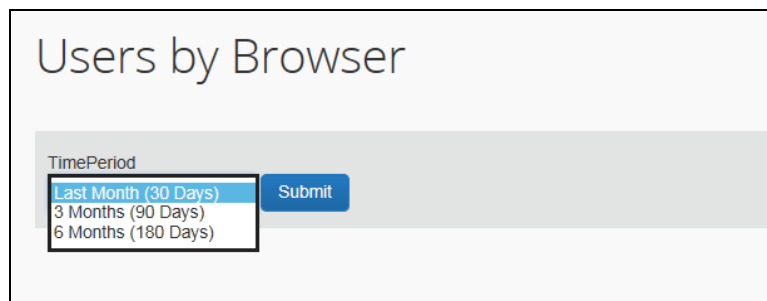 Users by Browser
TimePeriod
Last Month (30 Days)
Submit
3 Months (90 Days)
6 Months (180 Days)